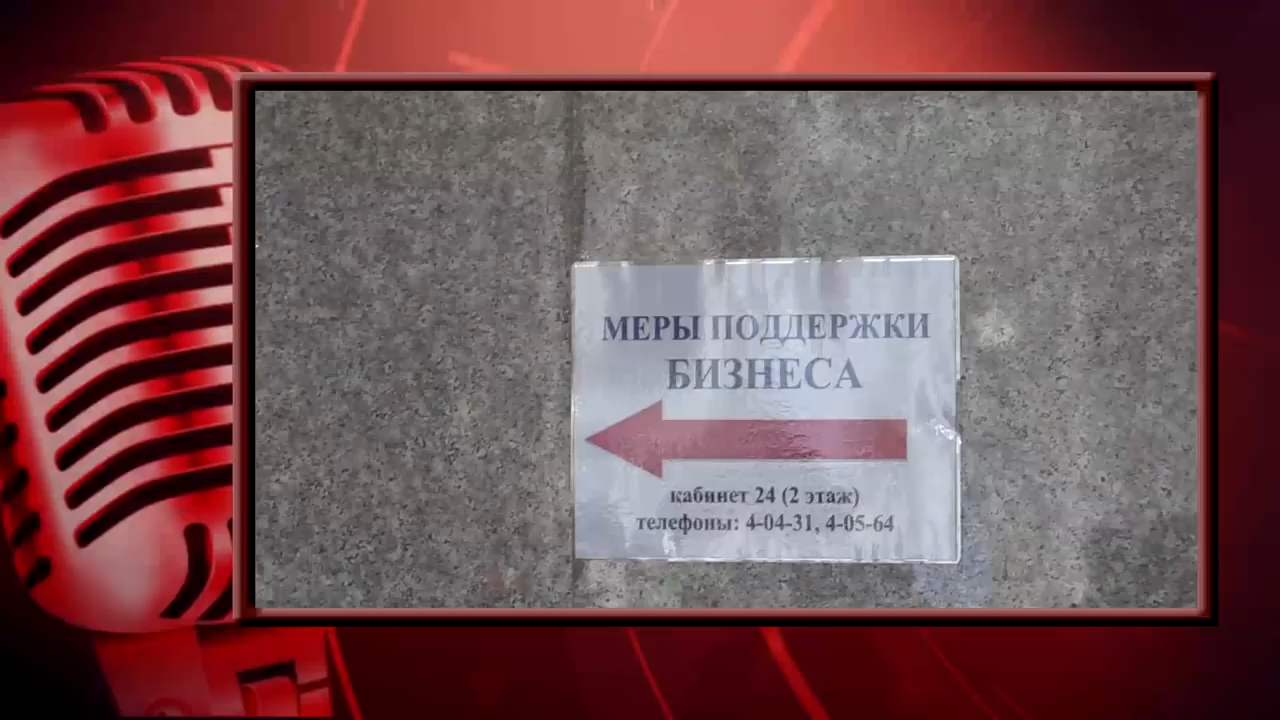 МЕРЫ ПОДДЕРЖКИ
БИЗНЕСА
кабинет 24 (2 этаж)
телефоны: 4-04-31, 4-05-64